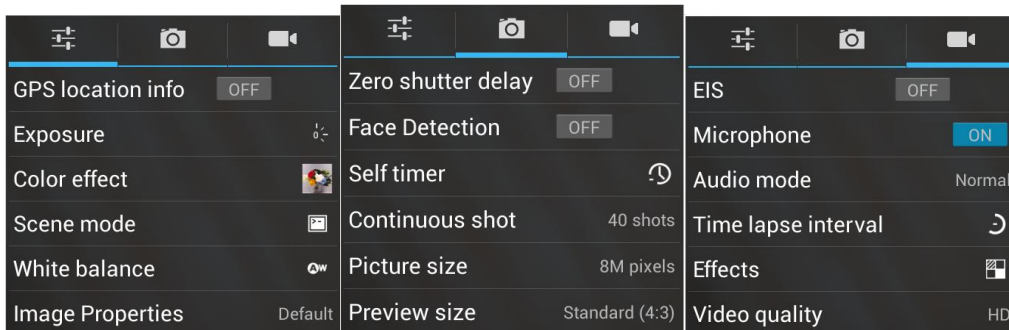 GPS location info OFF
Exposure
Color effect
Scene mode
White balance
Image Properties Default
Zero shutter delay OFF
Face Detection OFF
Self timer
Continuous shot 40 shots
Picture size 8M pixels
Preview size Standard (4:3)
EIS OFF
Microphone ON
Audio mode Normal
Time lapse interval
Effects
Video quality HD